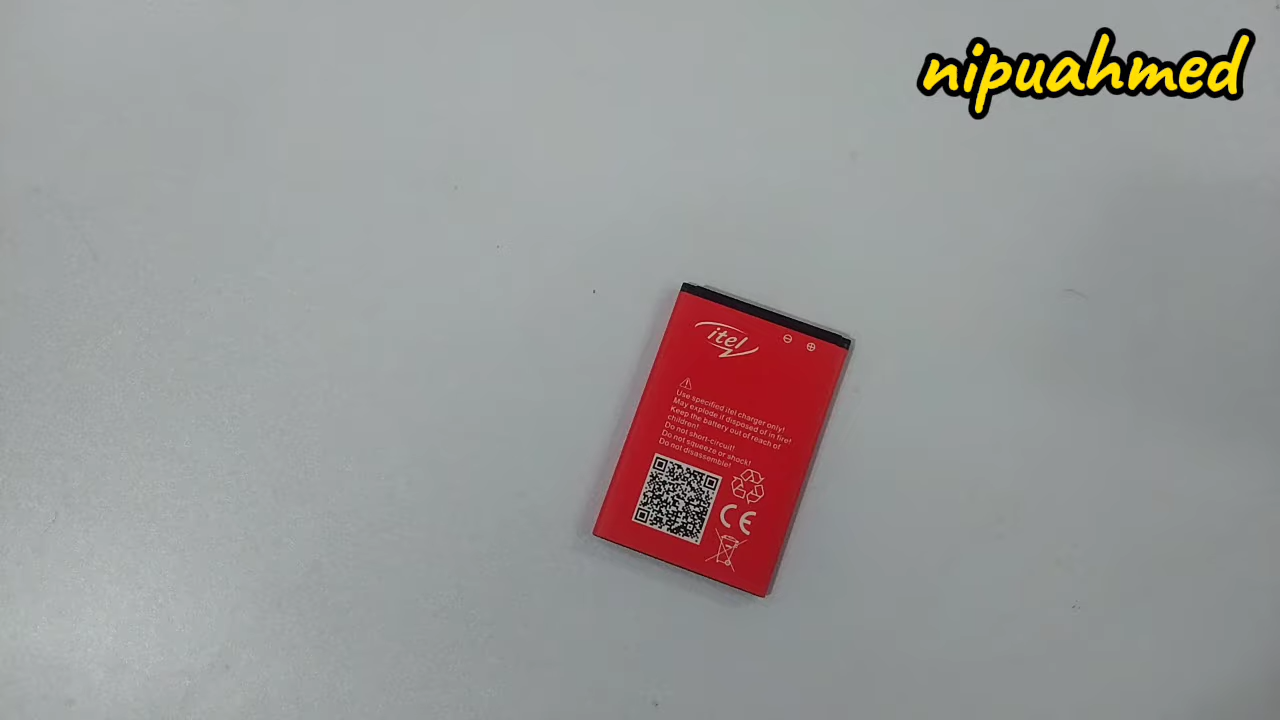 nipuahmed
itel
Use specified itel charger only!
May explode if disposed of in fire!
Keep the battery out of reach of
children!
Do not short-circuit!
Do not squeeze or shock!
Do not disassemble!
CE